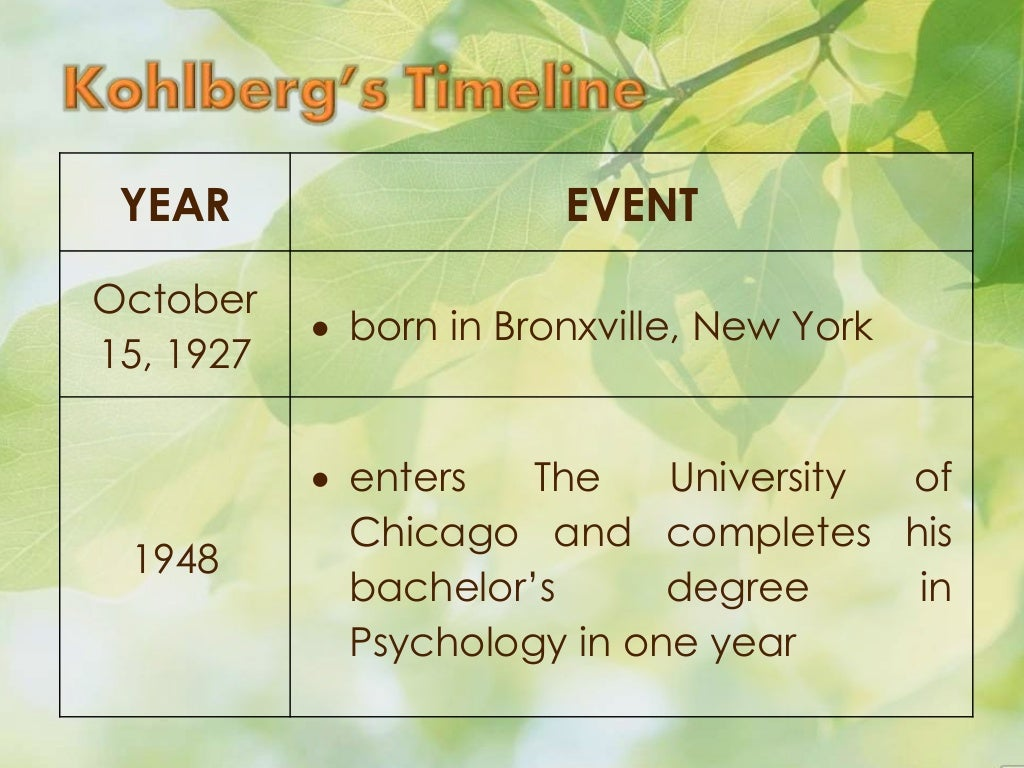 Kohlberg’s Timeline
YEAR
EVENT
October
15, 1927
• born in Bronxville, New York
1948
• enters The University of
Chicago and completes his
bachelor’s degree in
Psychology in one year